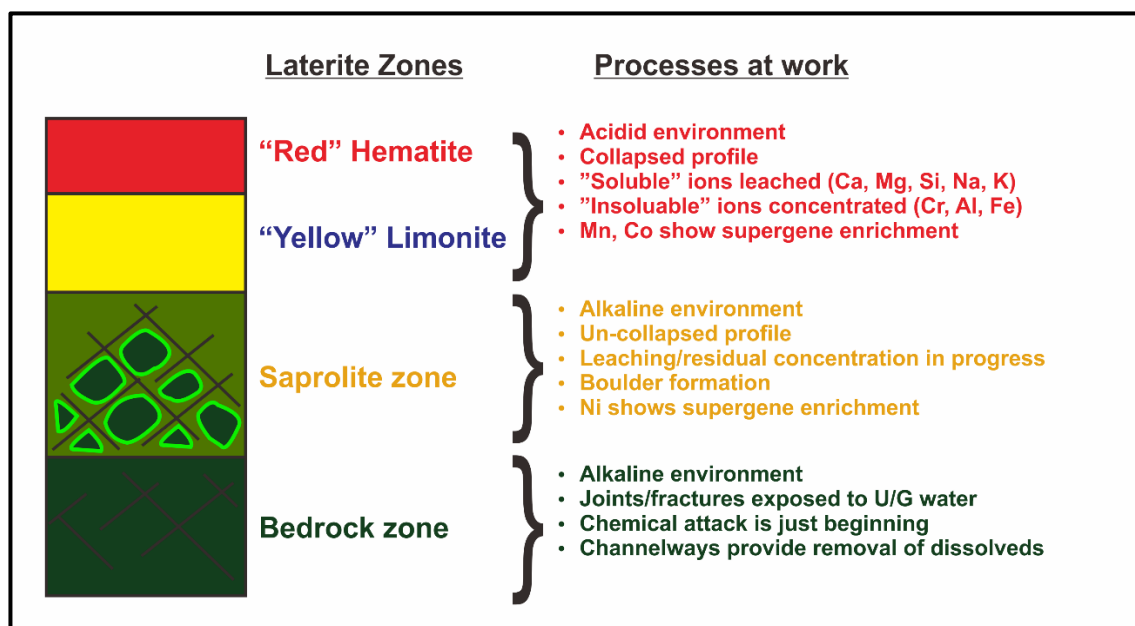 Laterite Zones
Processes at work
“Red” Hematite
“Yellow” Limonite
• Acidid environment
• Collapsed profile
• ”Soluble” ions leached (Ca, Mg, Si, Na, K)
• ”Insoluable” ions concentrated (Cr, Al, Fe)
• Mn, Co show supergene enrichment
Saprolite zone
• Alkaline environment
• Un-collapsed profile
• Leaching/residual concentration in progress
• Boulder formation
• Ni shows supergene enrichment
Bedrock zone
• Alkaline environment
• Joints/fractures exposed to U/G water
• Chemical attack is just beginning
• Channelways provide removal of dissolveds